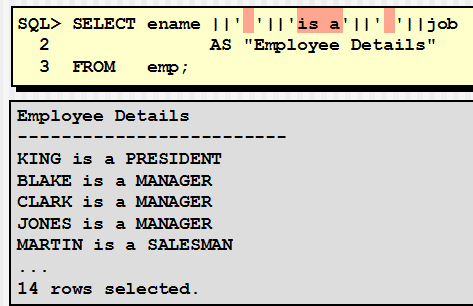 SQL> SELECT ename ||' '||'is a'||' '||job
2 AS "Employee Details"
3 FROM emp;
Employee Details
-------------------------
KING is a PRESIDENT
BLAKE is a MANAGER
CLARK is a MANAGER
JONES is a MANAGER
MARTIN is a SALESMAN
...
14 rows selected.